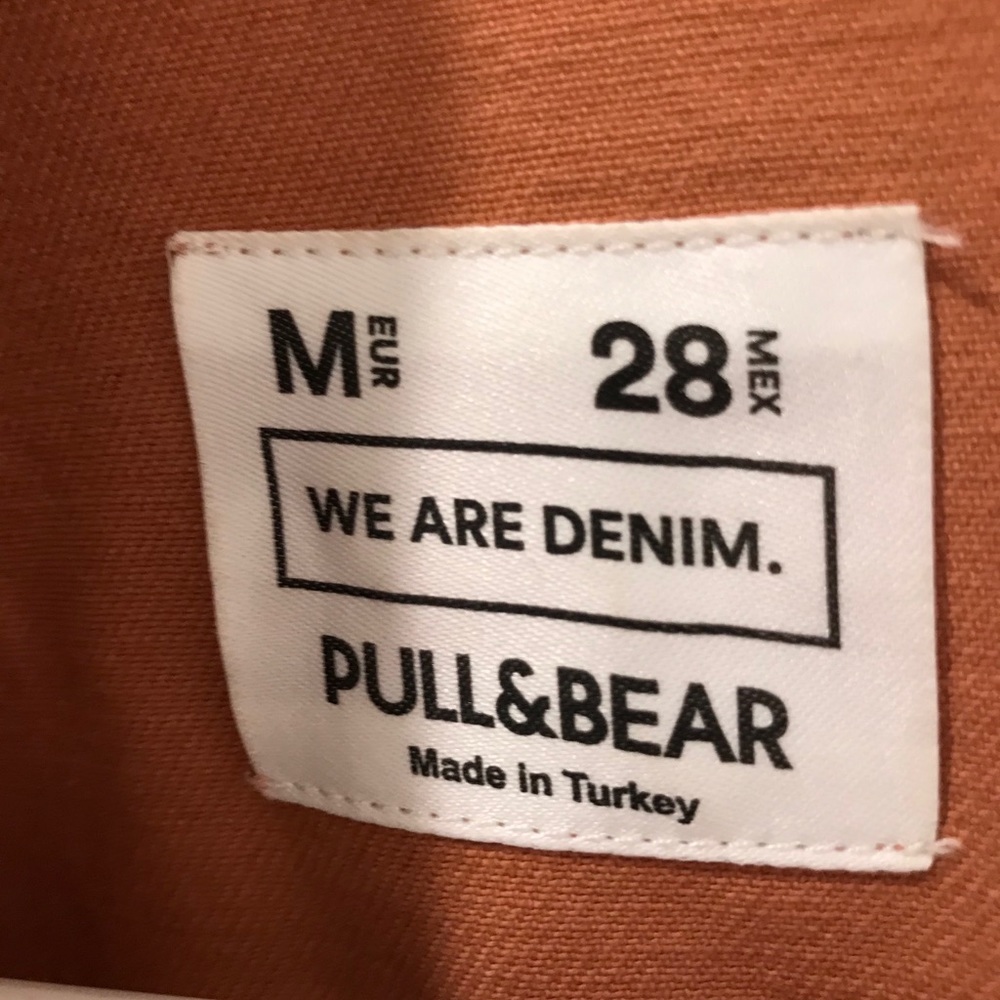 M EUR 28 MEX
WE ARE DENIM.
PULL&BEAR
Made in Turkey